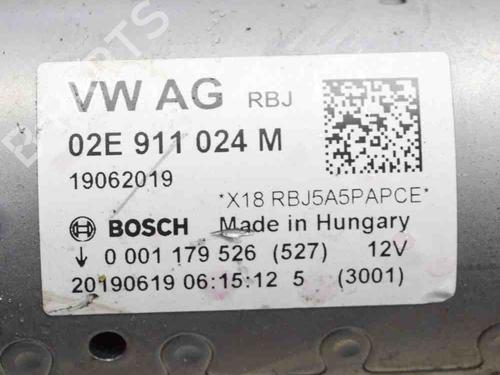 VW AG RBJ
02E 911 024 M
19062019
*X18 RBJ5A5PAPCE*
BOSCH Made in Hungary
↓ 0 001 179 526 (527) 12V
20190619 06:15:12 5 (3001)